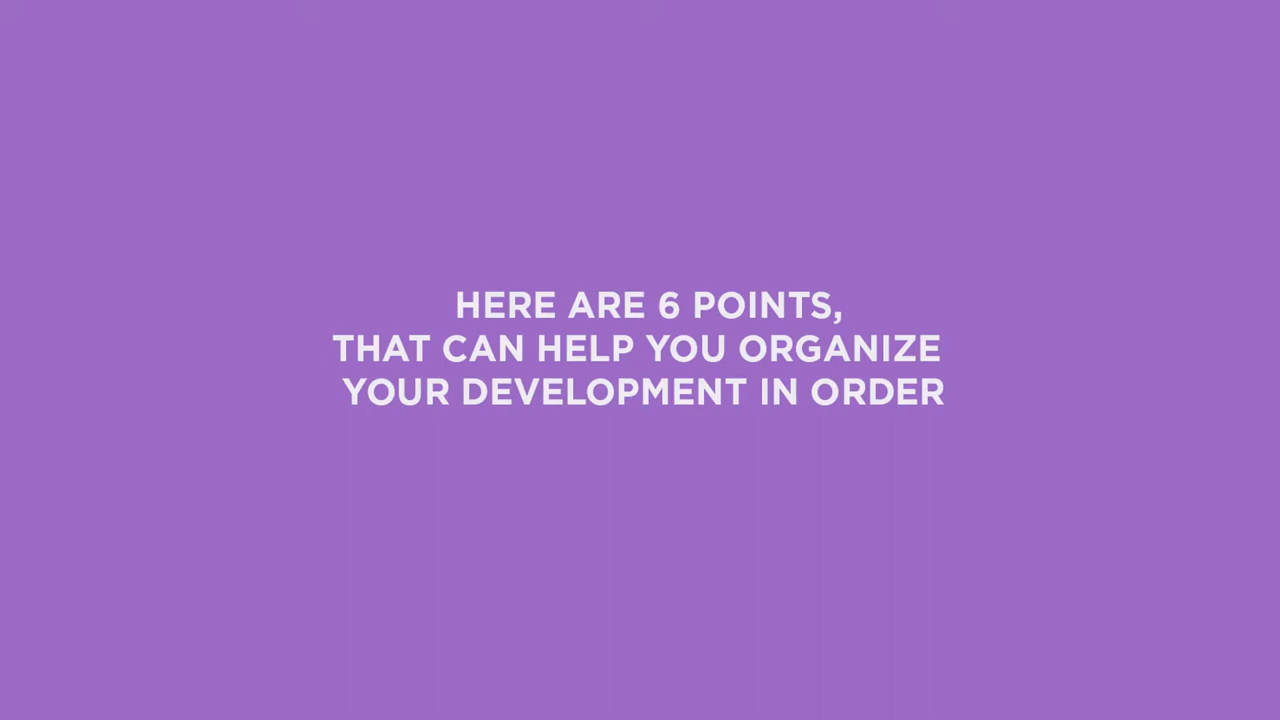 HERE ARE 6 POINTS,
THAT CAN HELP YOU ORGANIZE
YOUR DEVELOPMENT IN ORDER